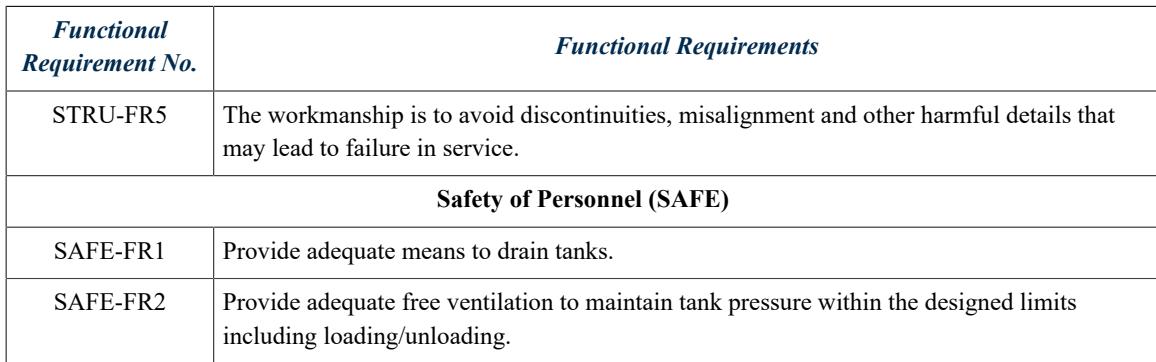 Functional
Requirement No.
Functional Requirements
STRU-FR5
The workmanship is to avoid discontinuities, misalignment and other harmful details that
may lead to failure in service.
Safety of Personnel (SAFE)
SAFE-FR1
Provide adequate means to drain tanks.
SAFE-FR2
Provide adequate free ventilation to maintain tank pressure within the designed limits
including loading/unloading.